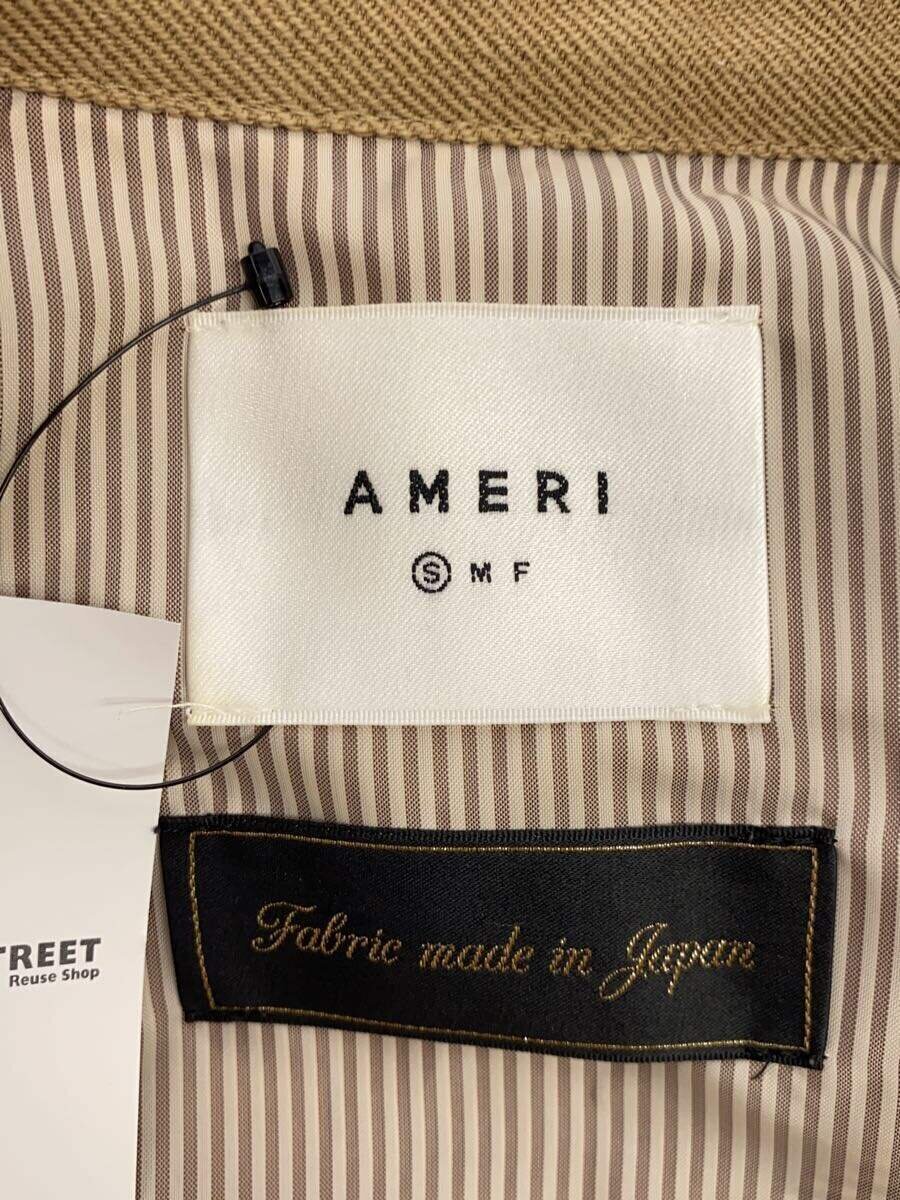 AMERI
S M F
TREET
Reuse Shop
Fabric made in Japan